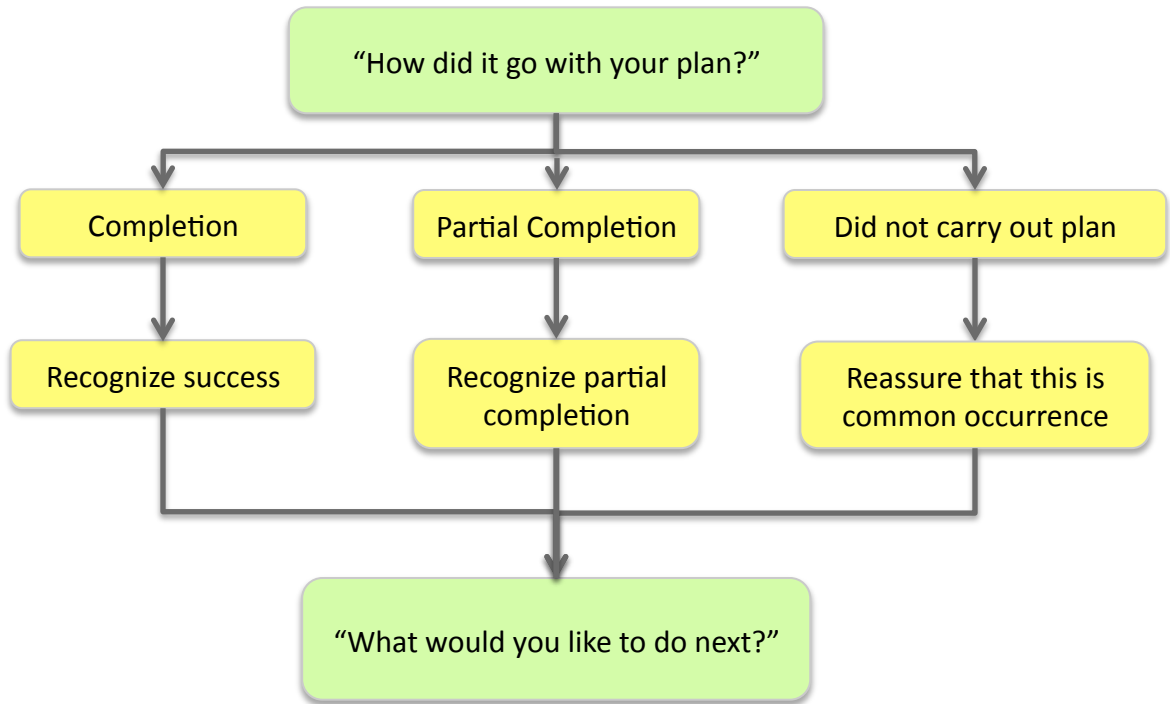 “How did it go with your plan?”
Completion
Partial Completion
Did not carry out plan
Recognize success
Recognize partial
completion
Reassure that this is
common occurrence
“What would you like to do next?”